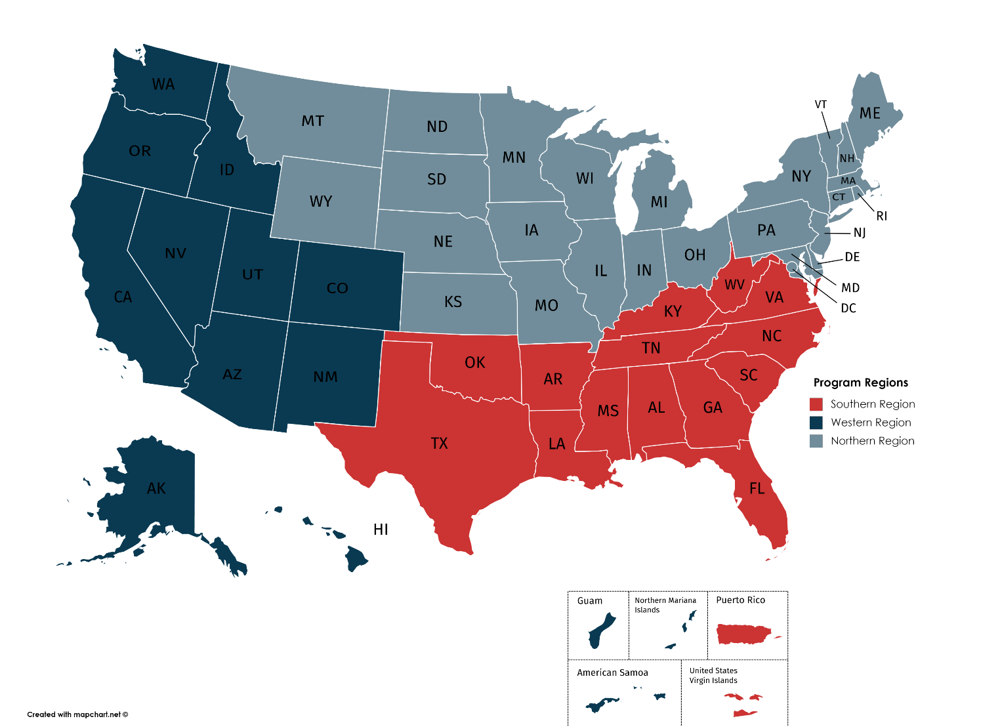 WA
MT
ND
MN
VT
ME
OR
ID
SD
WI
NY
NH
MA
CT
WY
MI
RI
NE
IA
PA
NJ
OH
DE
NV
UT
CO
IL
IN
MD
CA
KS
MO
KY
WV
VA
DC
OK
TN
NC
AZ
NM
AR
SC
MS
AL
GA
Program Regions
Southern Region
Western Region
Northern Region
TX
LA
AK
FL
HI
Guam
Northern Mariana
Islands
Puerto Rico
American Samoa
United States
Virgin Islands
Created with mapchart.net ©